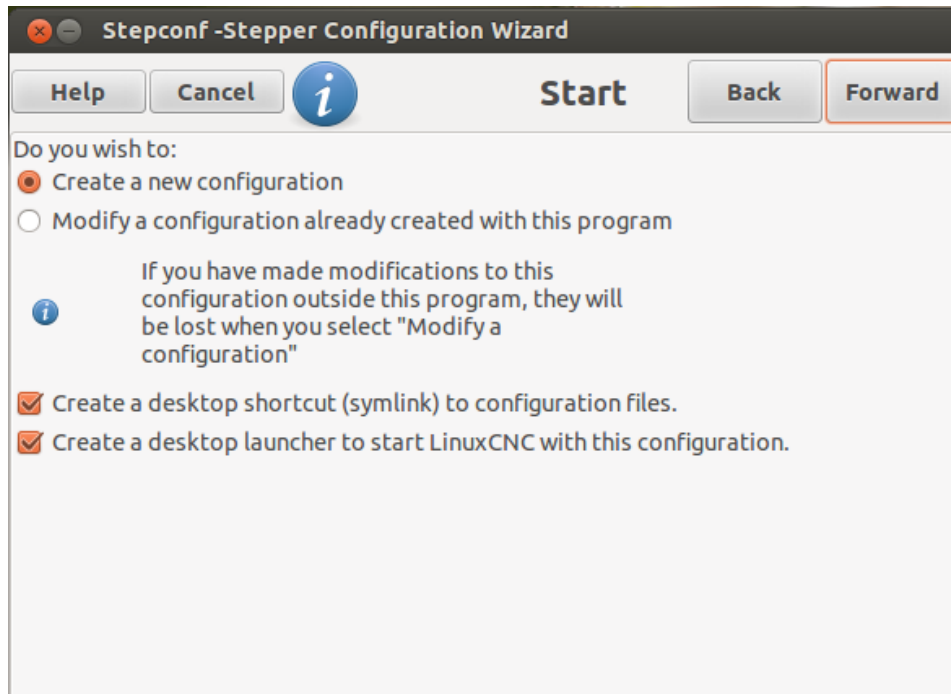 Stepconf -Stepper Configuration Wizard
Help Cancel i Start Back Forward
Do you wish to:
Create a new configuration
Modify a configuration already created with this program
If you have made modifications to this
configuration outside this program, they will
i
be lost when you select "Modify a
configuration"
Create a desktop shortcut (symlink) to configuration files.
Create a desktop launcher to start LinuxCNC with this configuration.